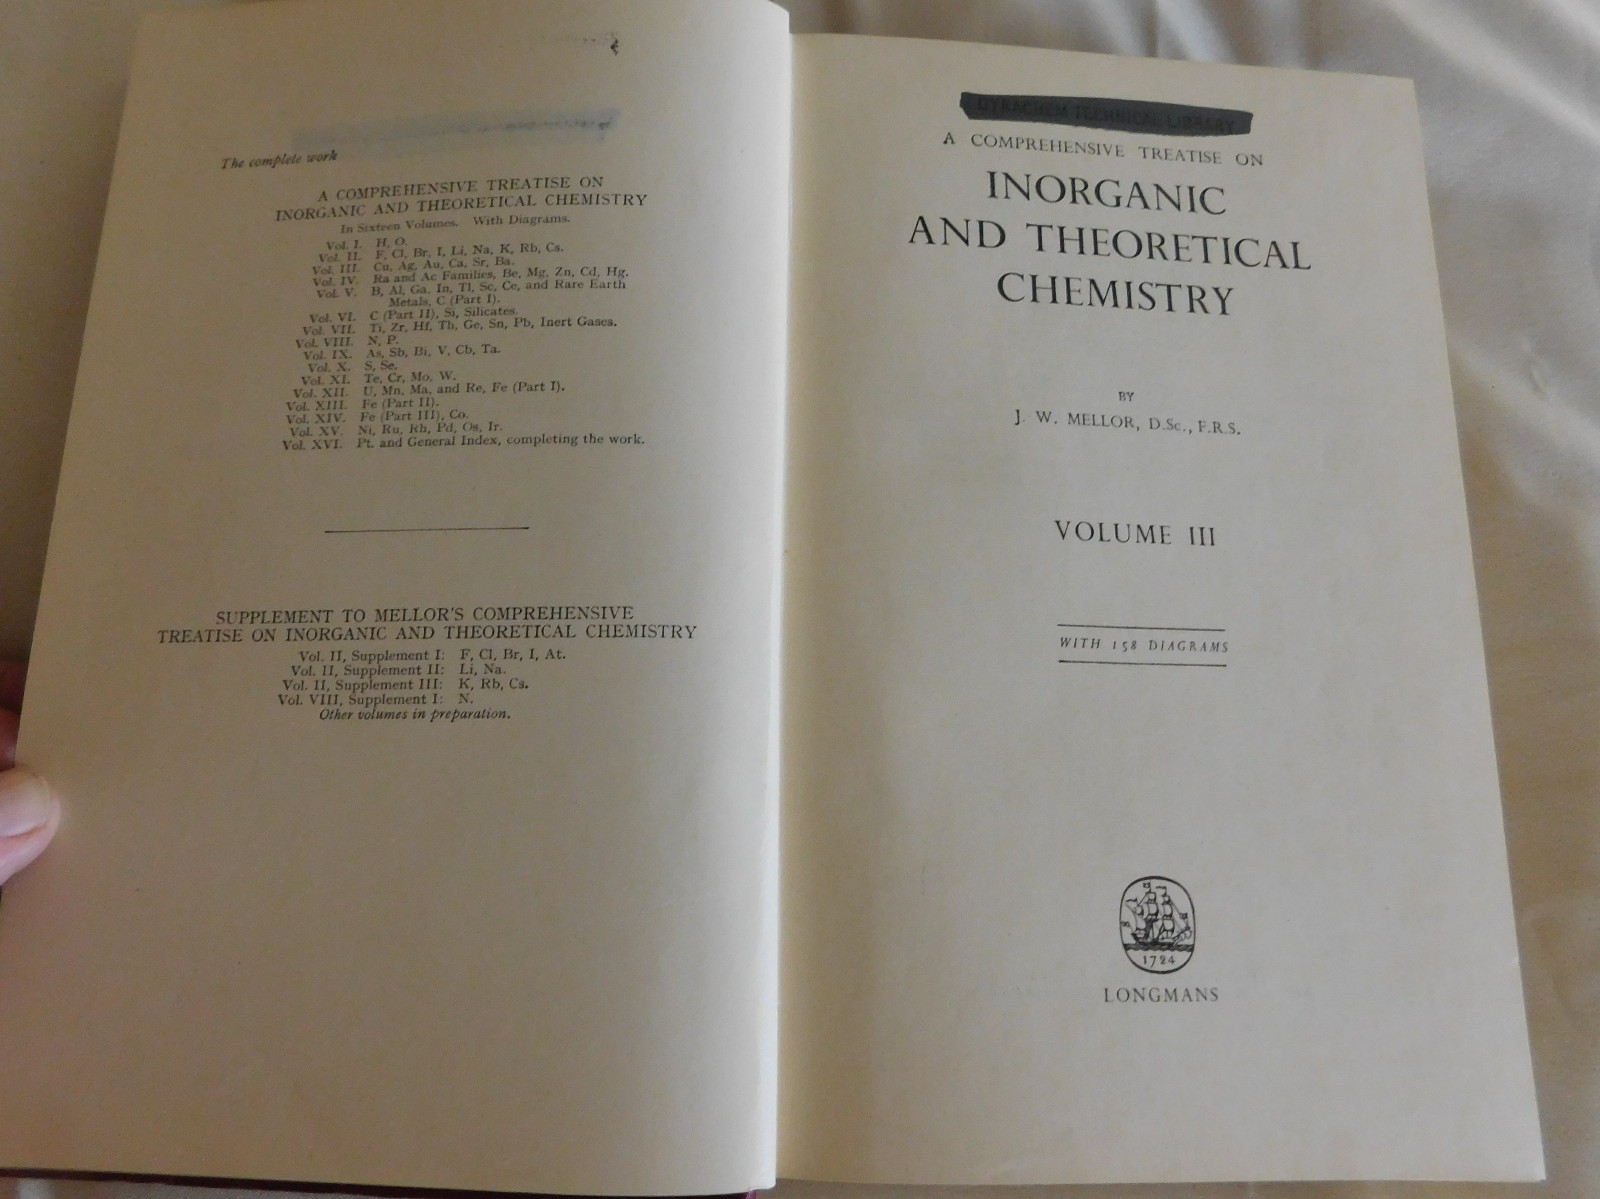 The complete work
A COMPREHENSIVE TREATISE ON
INORGANIC AND THEORETICAL CHEMISTRY
In Sixteen Volumes. With Diagrams.
Vol. I. H, O.
Vol. II. F, Cl, Br, I, Li, Na, K, Rb, Cs.
Vol. III. Cu, Ag, Au, Ca, Sr, Ba.
Vol. IV. Ra and Ac Families, Be, Mg, Zn, Cd, Hg.
Vol. V. B, Al, Ga, In, Tl, Sc, Ce, and Rare Earth
Metals, C (Part I).
Vol. VI. C (Part II), Si, Silicates.
Vol. VII. Ti, Zr, Hf, Th, Ge, Sn, Pb, Inert Gases.
Vol. VIII. N, P.
Vol. IX. As, Sb, Bi, V, Cb, Ta.
Vol. X. S, Se.
Vol. XI. Te, Cr, Mo, W.
Vol. XII. U, Mn, Ma, and Re, Fe (Part I).
Vol. XIII. Fe (Part II).
Vol. XIV. Fe (Part III), Co.
Vol. XV. Ni, Ru, Rh, Pd, Os, Ir.
Vol. XVI. Pt. and General Index, completing the work.
SUPPLEMENT TO MELLOR'S COMPREHENSIVE
TREATISE ON INORGANIC AND THEORETICAL CHEMISTRY
Vol. II, Supplement I: F, Cl, Br, I, At.
Vol. II, Supplement II: Li, Na.
Vol. II, Supplement III: K, Rb, Cs.
Vol. VIII, Supplement I: N.
Other volumes in preparation.
TECHNICAL LIBRARY
A COMPREHENSIVE TREATISE ON
INORGANIC
AND THEORETICAL
CHEMISTRY
BY
J. W. MELLOR, D.Sc., F.R.S.
VOLUME III
WITH 158 DIAGRAMS
1724
LONGMANS